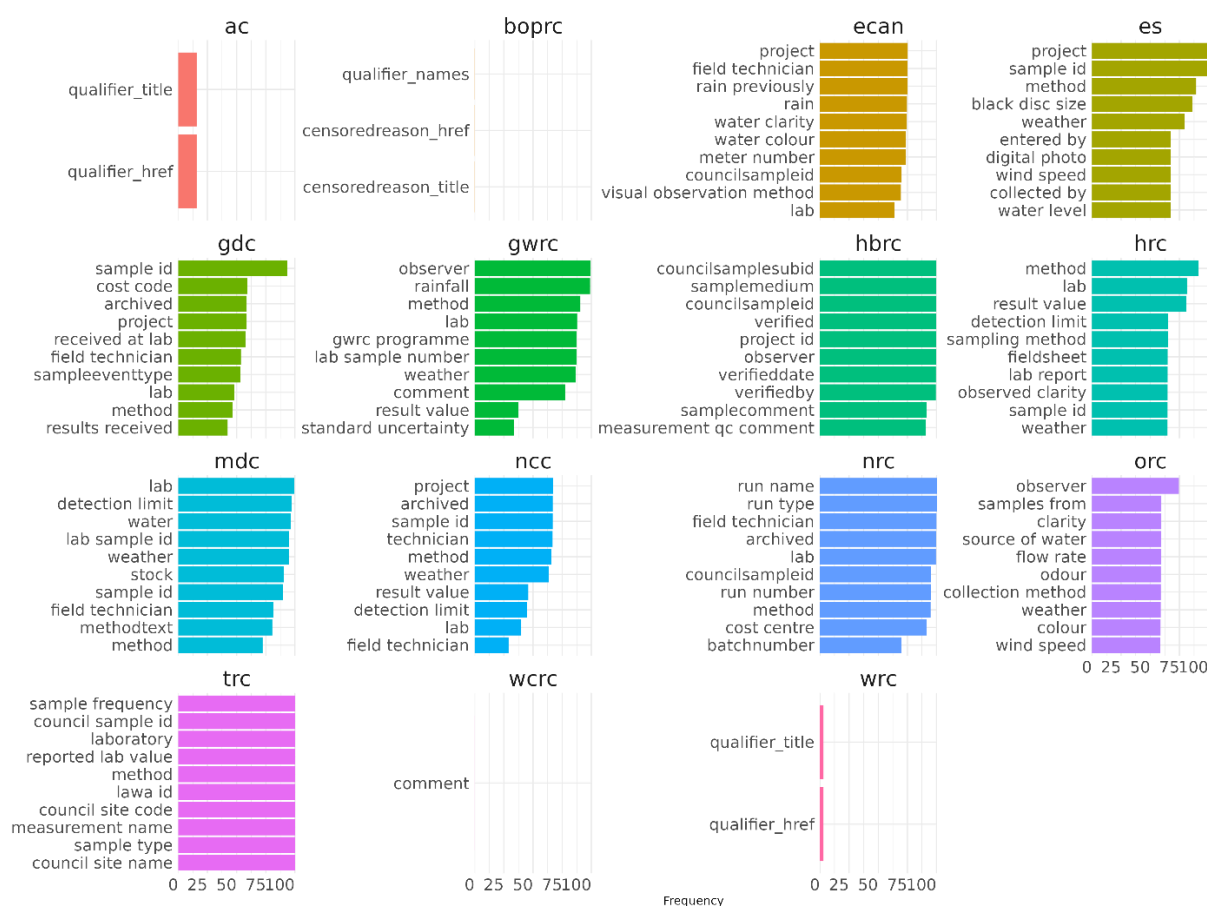 ac
qualifier_title
qualifier_href
boprc
qualifier_names
censoredreason_href
censoredreason_title
ecan
project
field technician
rain previously
rain
water clarity
water colour
meter number
councilsampleid
visual observation method
lab
es
project
sample id
method
black disc size
weather
entered by
digital photo
wind speed
collected by
water level
gdc
sample id
cost code
archived
project
received at lab
field technician
sampleeventtype
lab
method
results received
gwrc
observer
rainfall
method
lab
gwrc programme
lab sample number
weather
comment
result value
standard uncertainty
hbrc
councilsamplesubid
samplemedium
councilsampleid
verified
project id
observer
verifieddate
verifiedby
samplecomment
measurement qc comment
hrc
method
lab
result value
detection limit
sampling method
fieldsheet
lab report
observed clarity
sample id
weather
mdc
lab
detection limit
water
lab sample id
weather
stock
sample id
field technician
methodtext
method
ncc
project
archived
sample id
technician
method
weather
result value
detection limit
lab
field technician
nrc
run name
run type
field technician
archived
lab
councilsampleid
run number
method
cost centre
batchnumber
orc
observer
samples from
clarity
source of water
flow rate
odour
collection method
weather
colour
wind speed
0 25 50 75 100
trc
sample frequency
council sample id
laboratory
reported lab value
method
lawa id
council site code
measurement name
sample type
council site name
0 25 50 75 100
wcrc
comment
0 25 50 75 100
wrc
qualifier_title
qualifier_href
0 25 50 75 100
Frequency